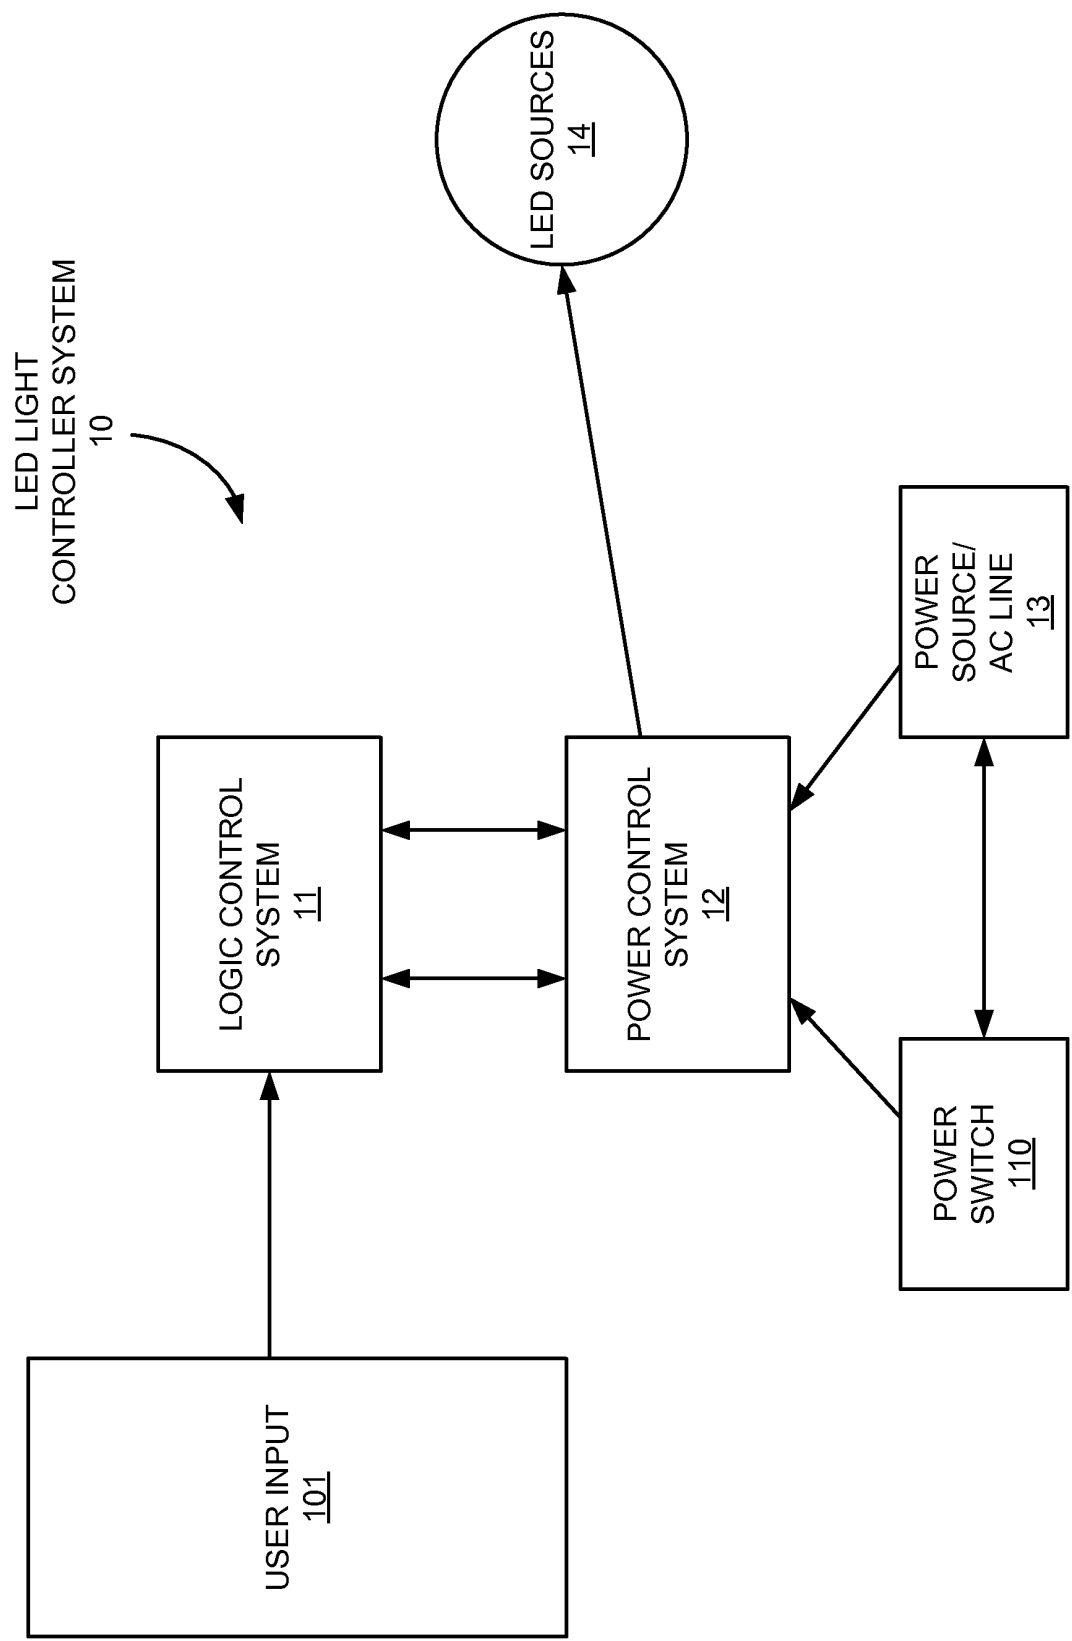 LED LIGHT
CONTROLLER SYSTEM
10
USER INPUT
101
LOGIC CONTROL
SYSTEM
11
POWER CONTROL
SYSTEM
12
LED SOURCES
14
POWER
SWITCH
110
POWER
SOURCE/
AC LINE
13